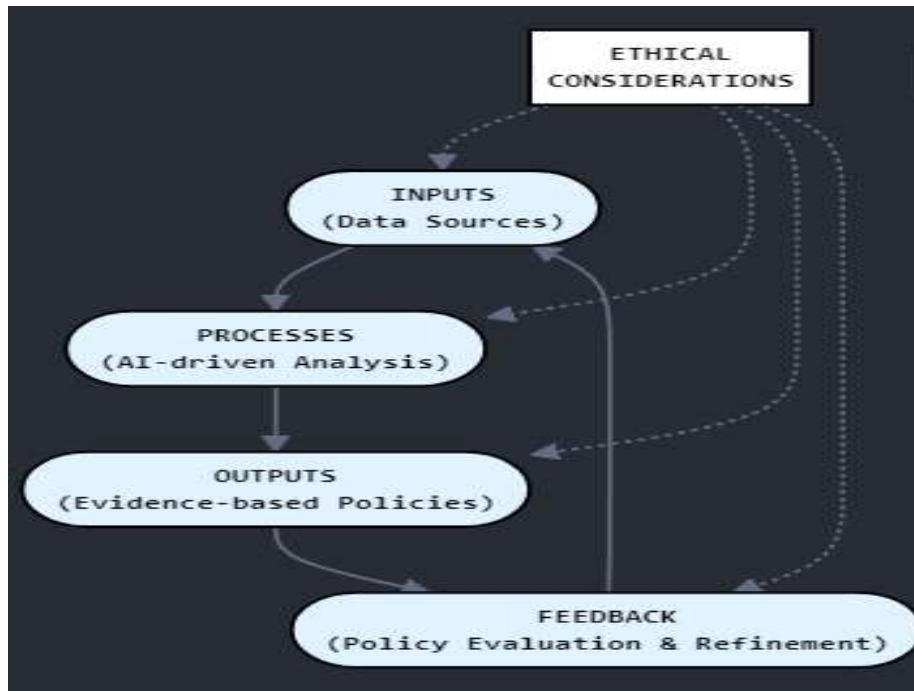 ETHICAL
CONSIDERATIONS
INPUTS
(Data Sources)
PROCESSES
(AI-driven Analysis)
OUTPUTS
(Evidence-based Policies)
FEEDBACK
(Policy Evaluation & Refinement)